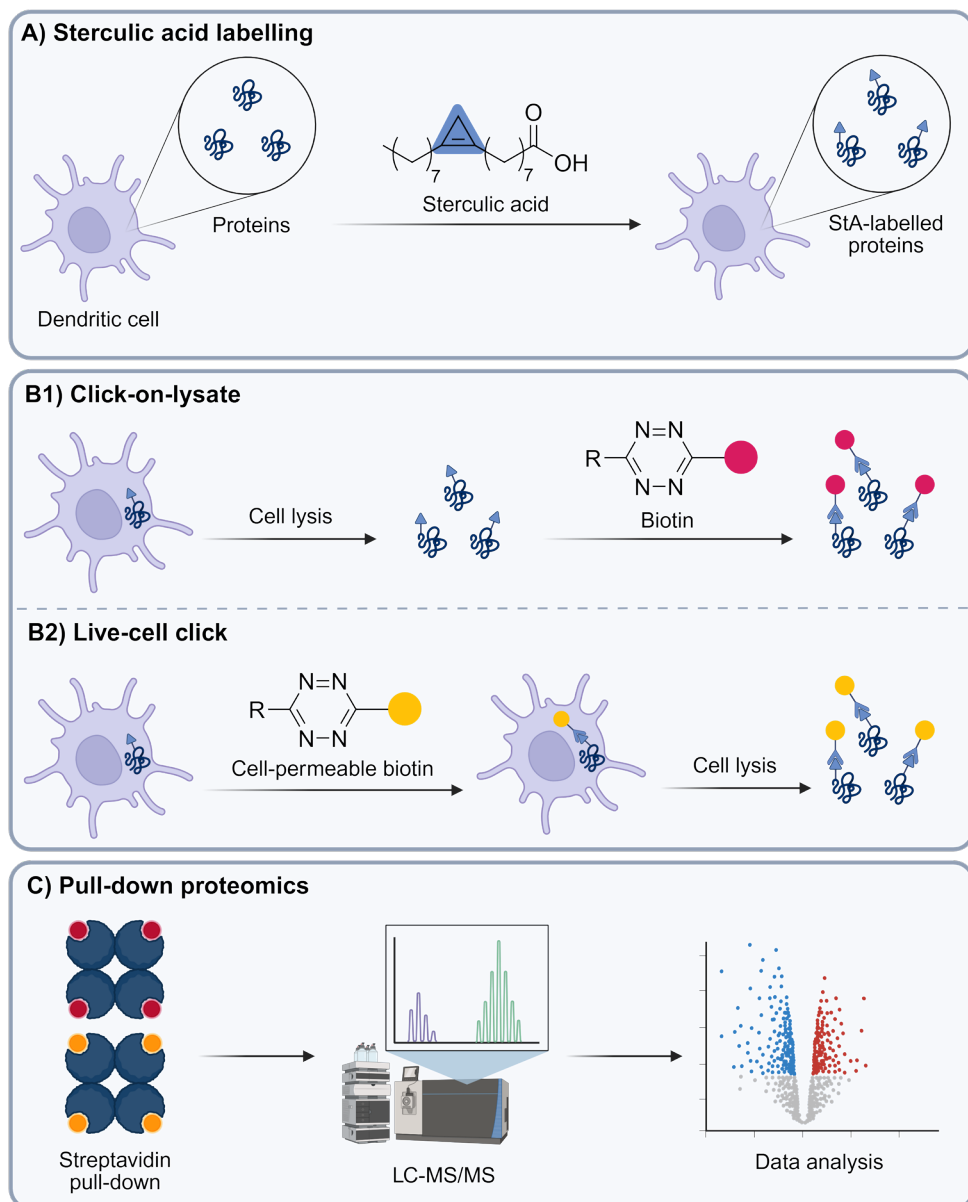 A) Sterculic acid labelling
Proteins
Dendritic cell
7
7
O
OH
Sterculic acid
StA-labelled
proteins
B1) Click-on-lysate
Cell lysis
N=N
R
N=N
Biotin
B2) Live-cell click
N=N
R
N=N
Cell-permeable biotin
Cell lysis
C) Pull-down proteomics
Streptavidin
pull-down
LC-MS/MS
Data analysis